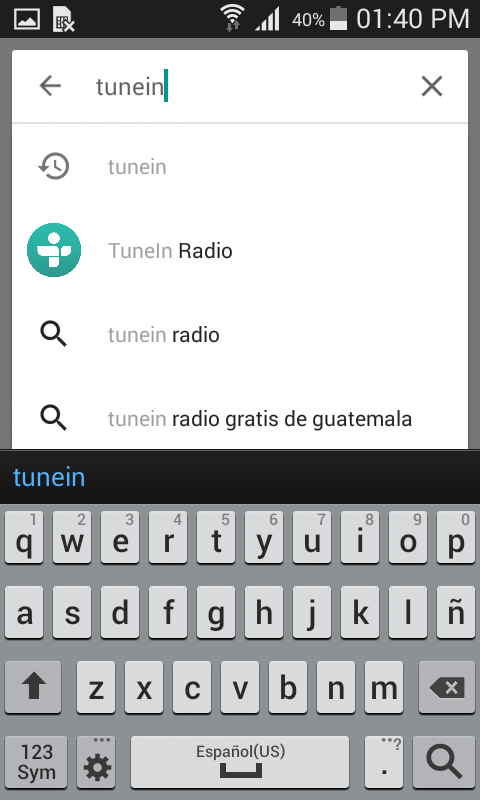 40% 01:40 PM
tunein
tunein
TuneIn Radio
tunein radio
tunein radio gratis de guatemala
tunein
1 2 3 4 5 6 7 8 9 0
q w e r t y u i o p
a s d f g h j k l ñ
z x c v b n m
123 Sym Español(US) . ?